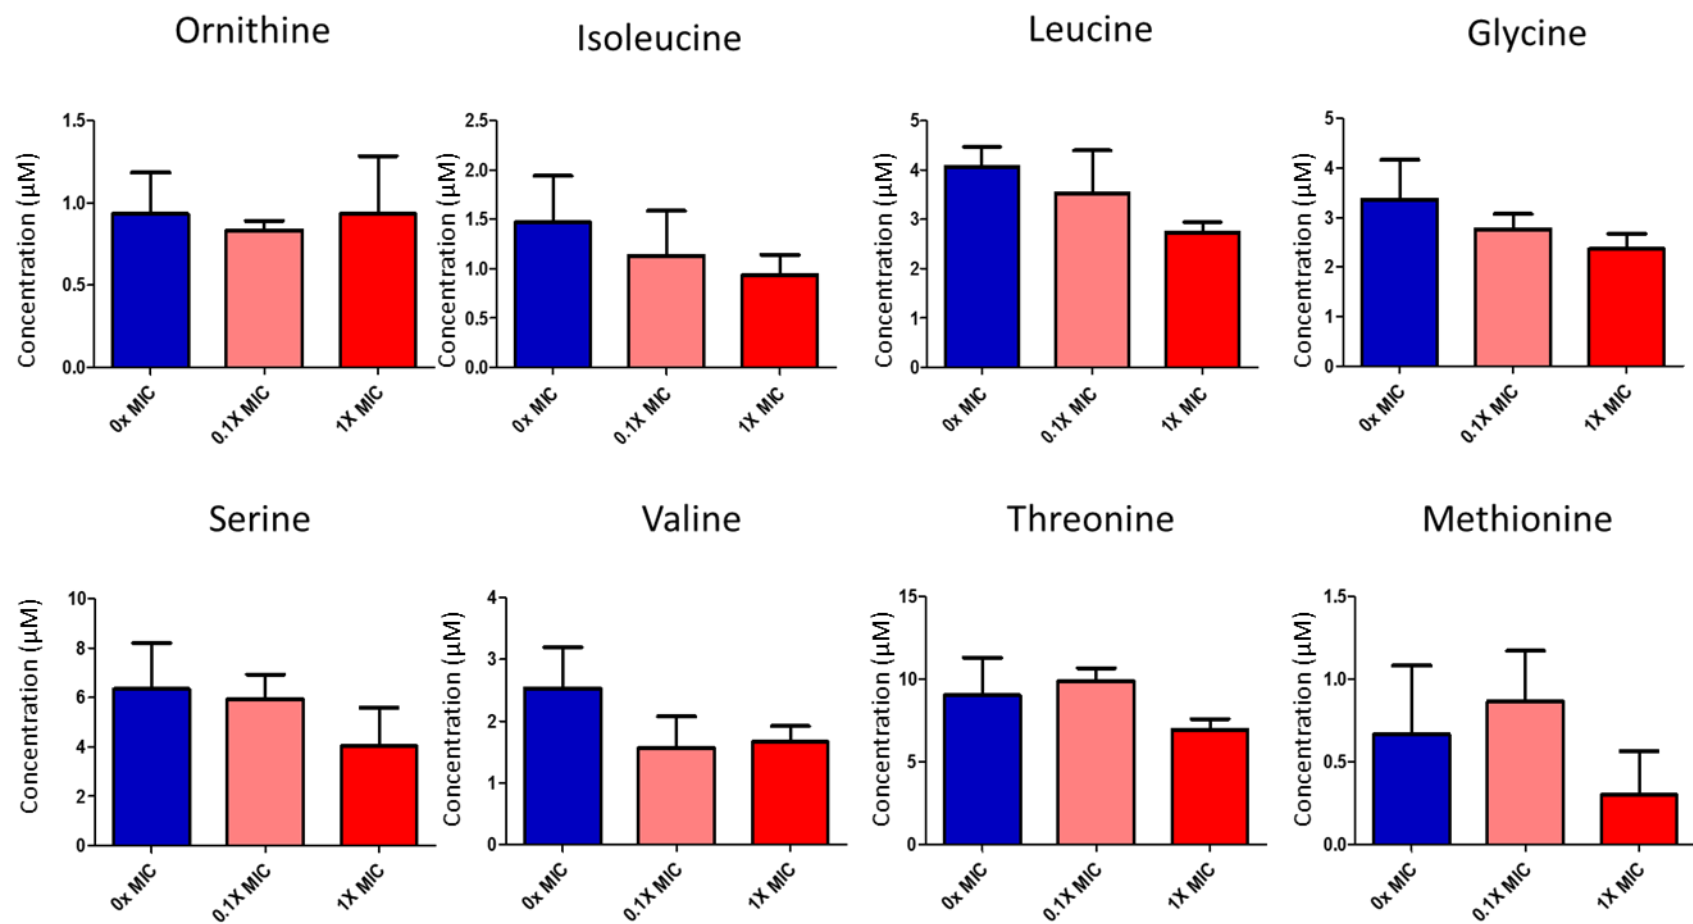 Ornithine
Concentration (µM)
1.5
1.0
0.5
0.0
0x MIC
0.1X MIC
1X MIC
Isoleucine
Concentration (µM)
2.5
2.0
1.5
1.0
0.5
0.0
0x MIC
0.1X MIC
1X MIC
Leucine
Concentration (µM)
5
4
3
2
1
0
0x MIC
0.1X MIC
1X MIC
Glycine
Concentration (µM)
5
4
3
2
1
0
0x MIC
0.1X MIC
1X MIC
Serine
Concentration (µM)
10
8
6
4
2
0
0x MIC
0.1X MIC
1X MIC
Valine
Concentration (µM)
4
3
2
1
0
0x MIC
0.1X MIC
1X MIC
Threonine
Concentration (µM)
15
10
5
0
0x MIC
0.1X MIC
1X MIC
Methionine
Concentration (µM)
1.5
1.0
0.5
0.0
0x MIC
0.1X MIC
1X MIC